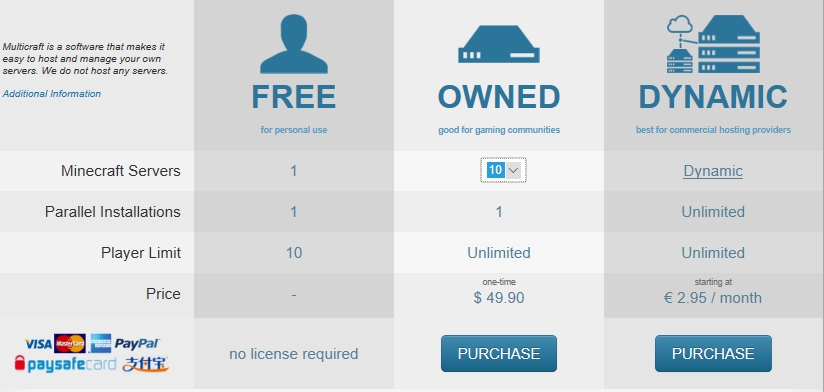 Multicraft is a software that makes it
easy to host and manage your own
servers. We do not host any servers.
Additional Information
FREE
for personal use
OWNED
good for gaming communities
DYNAMIC
best for commercial hosting providers
Minecraft Servers 1 10 Dynamic
Parallel Installations 1 1 Unlimited
Player Limit 10 Unlimited Unlimited
one-time starting at
Price - $ 49.90 € 2.95 / month
VISA MasterCard PayPal
paysafecard 支付宝
no license required PURCHASE PURCHASE